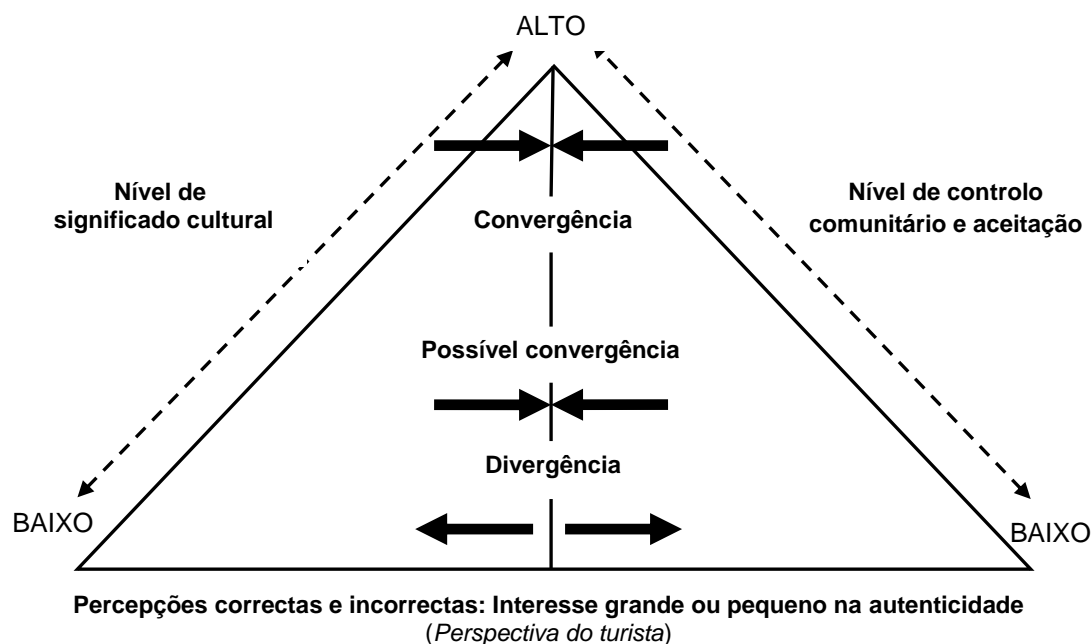 ALTO
Nível de
significado cultural
Nível de controlo
comunitário e aceitação
Convergência
Possível convergência
Divergência
BAIXO
BAIXO
Percepções correctas e incorrectas: Interesse grande ou pequeno na autenticidade
(Perspectiva do turista)